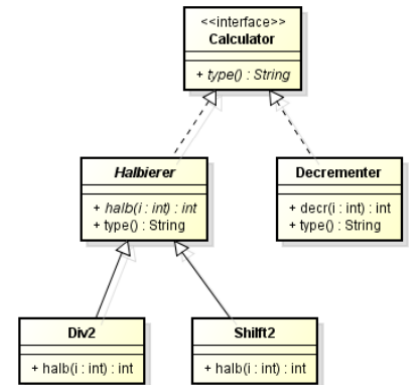 <<interface>>
Calculator
+ type() : String
Halbierer
+ halb(i : int) : int
+ type() : String
Decrementer
+ decr(i : int) : int
+ type() : String
Div2
+ halb(i : int) : int
Shilft2
+ halb(i : int) : int